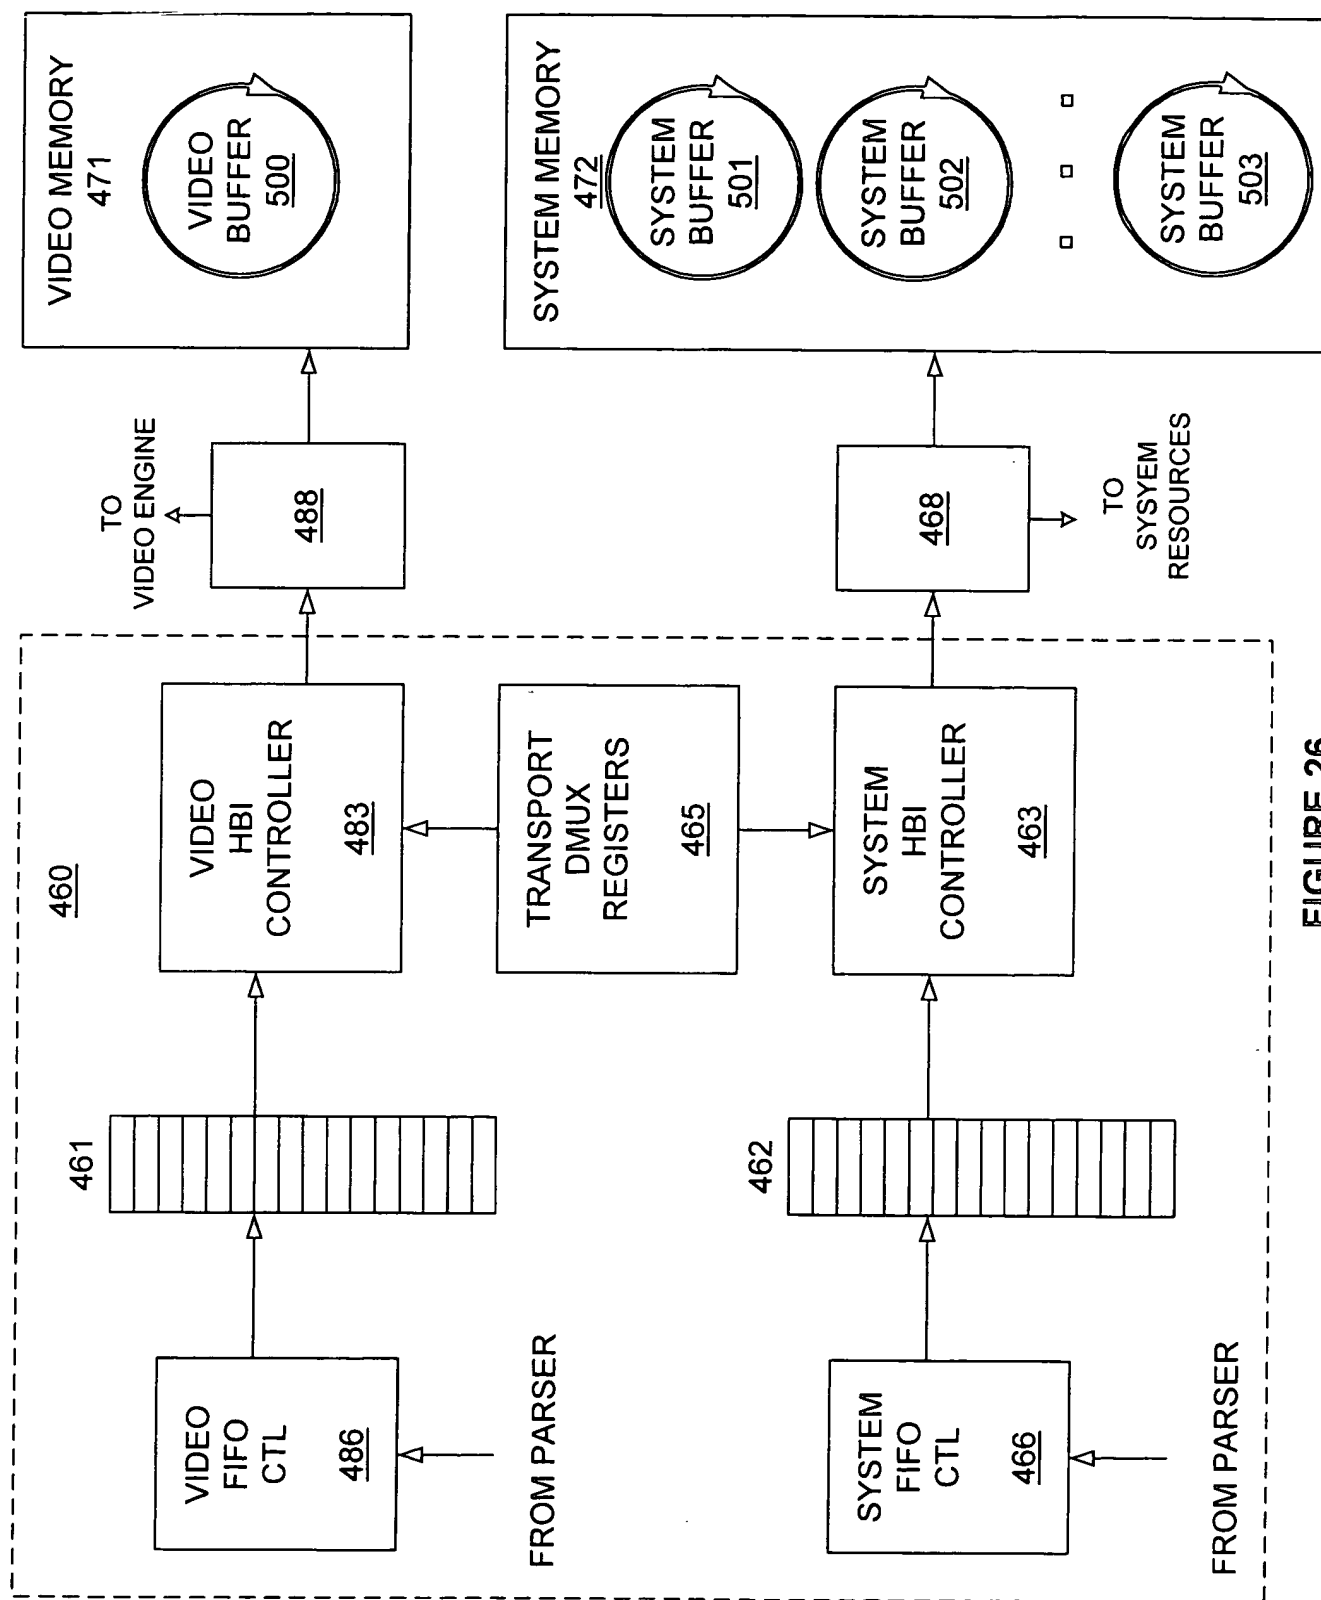 VIDEO MEMORY
471
VIDEO
BUFFER
500
SYSTEM MEMORY
472
SYSTEM
BUFFER
501
SYSTEM
BUFFER
502
SYSTEM
BUFFER
503
TO
VIDEO ENGINE
488
468
TO
SYSYEM
RESOURCES
460
VIDEO
HBI
CONTROLLER
483
TRANSPORT
DMUX
REGISTERS
465
SYSTEM
HBI
CONTROLLER
463
461
462
VIDEO
FIFO
CTL
486
FROM PARSER
SYSTEM
FIFO
CTL
466
FROM PARSER
FIGURE 26